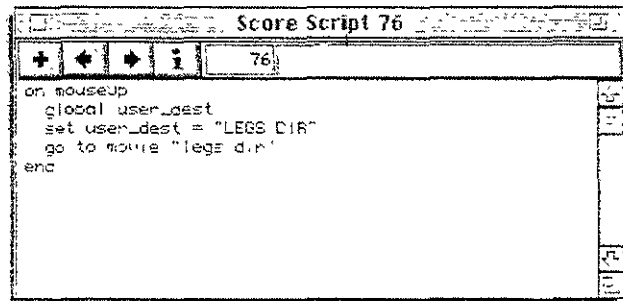 Score Script 76
76
on mouseUp
global user_dest
set user_dest = "LEGS DIR"
go to movie "legs dir"
end